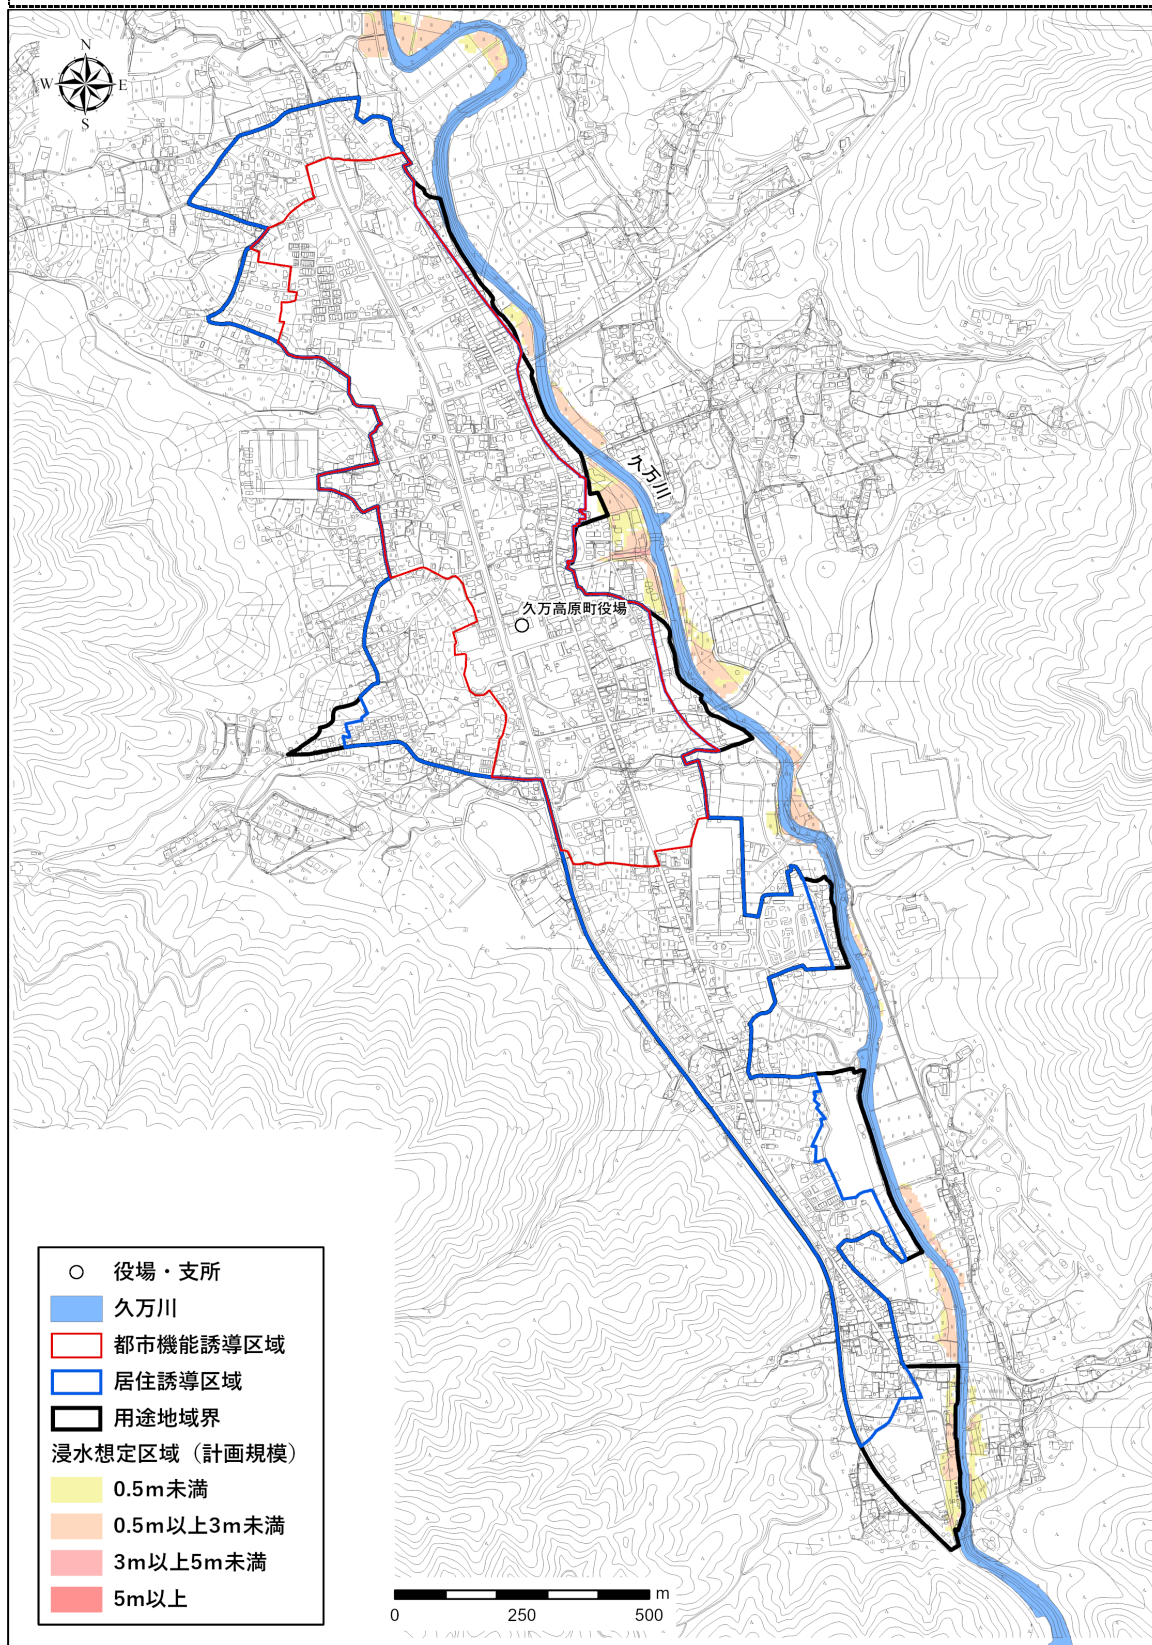 N
W E
S
久万川
久万高原町役場
役場・支所
久万川
都市機能誘導区域
居住誘導区域
用途地域界
浸水想定区域（計画規模）
0.5m未満
0.5m以上3m未満
3m以上5m未満
5m以上
m
0 250 500